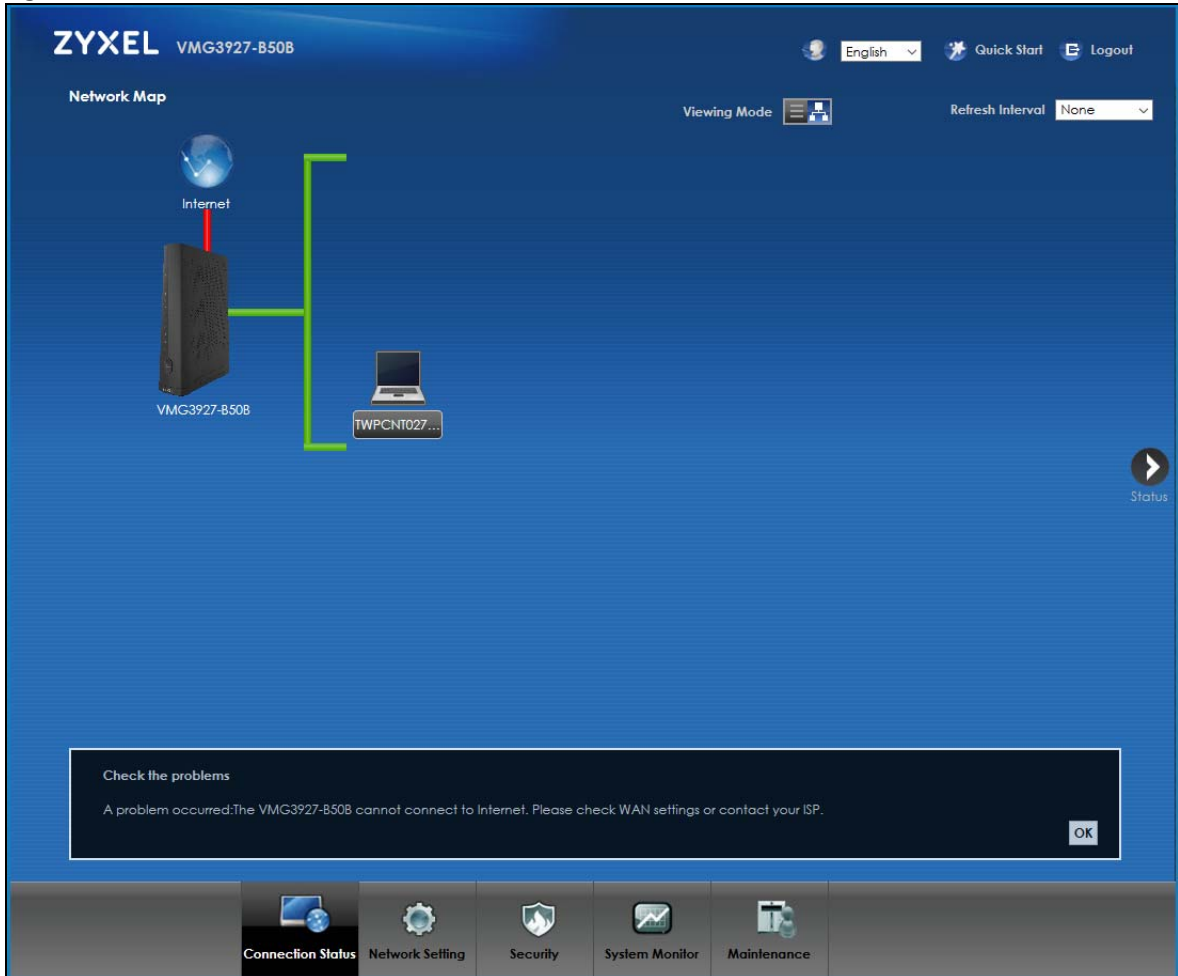 ZYXEL VMG3927-B50B
English
Quick Start
Logout
Network Map
Viewing Mode
Refresh Interval None
Internet
VMG3927-B50B
TWPCNT027...
Status
Check the problems
A problem occurred:The VMG3927-B50B cannot connect to Internet. Please check WAN settings or contact your ISP.
OK
Connection Status
Network Setting
Security
System Monitor
Maintenance